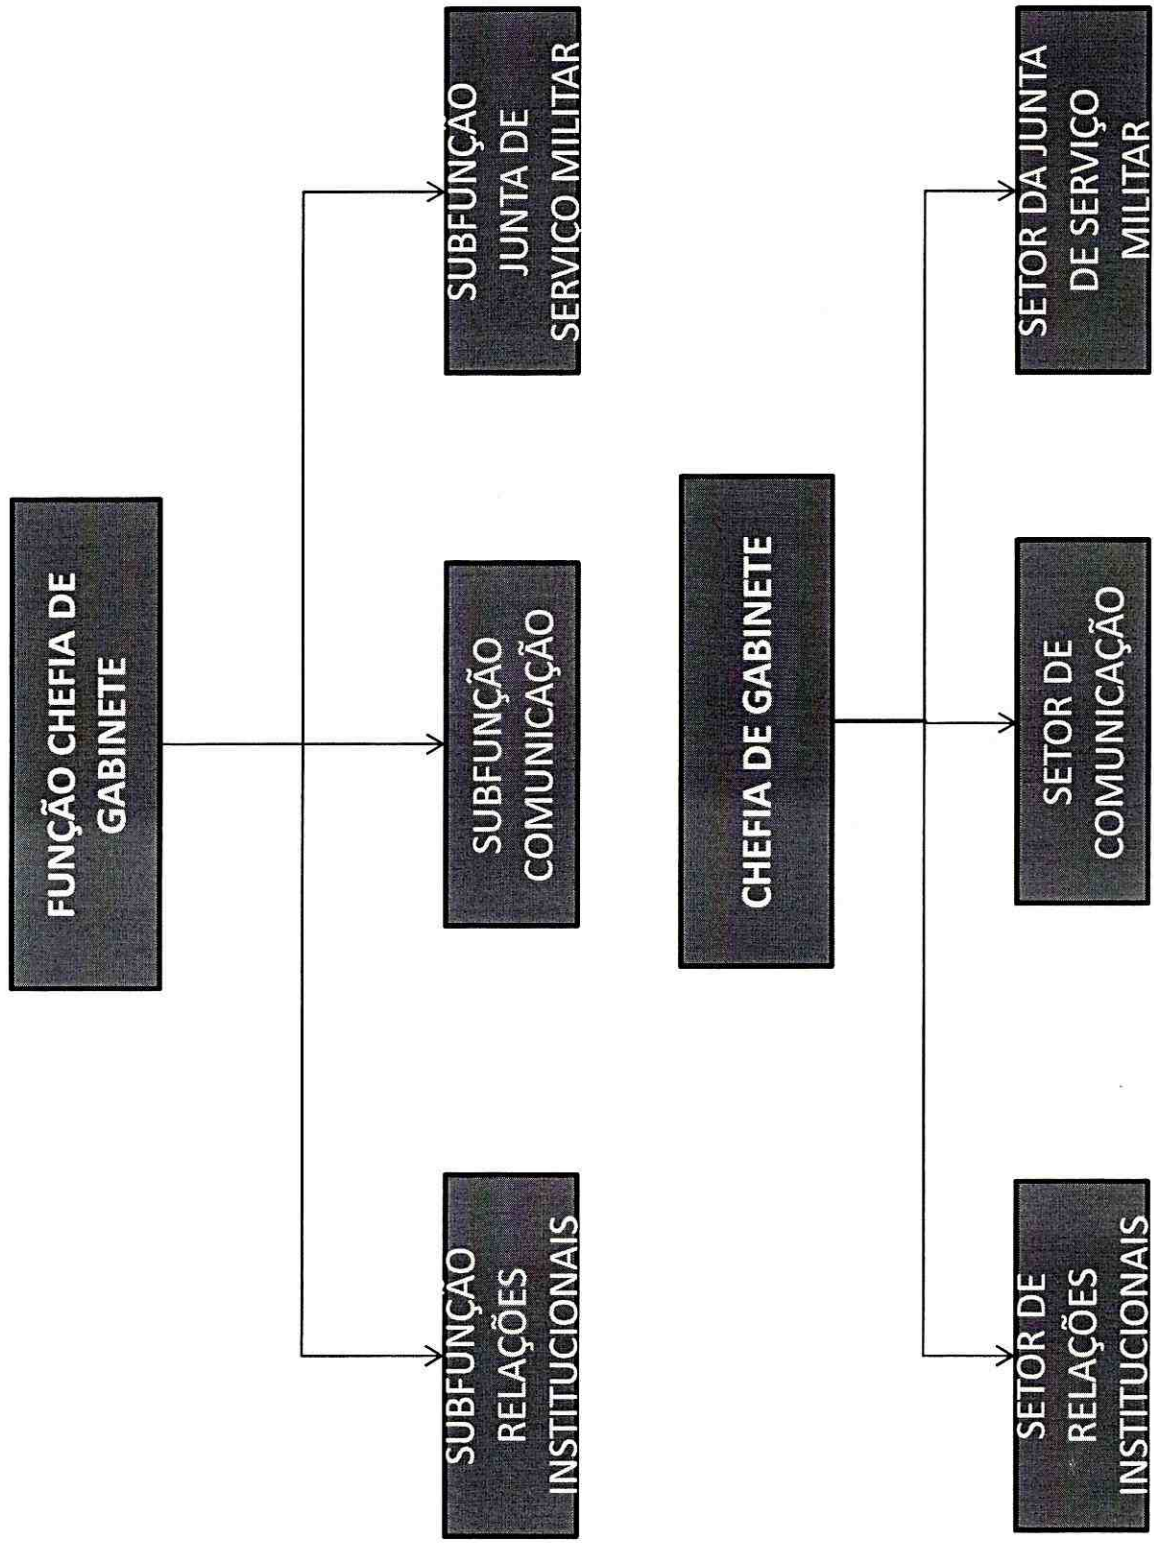 FUNÇÃO CHEFIA DE
GABINETE
SUBFUNÇÃO
RELAÇÕES
INSTITUCIONAIS
SUBFUNÇÃO
COMUNICAÇÃO
SUBFUNÇÃO
JUNTA DE
SERVIÇO MILITAR
CHEFIA DE GABINETE
SETOR DE
RELAÇÕES
INSTITUCIONAIS
SETOR DE
COMUNICAÇÃO
SETOR DA JUNTA
DE SERVIÇO
MILITAR